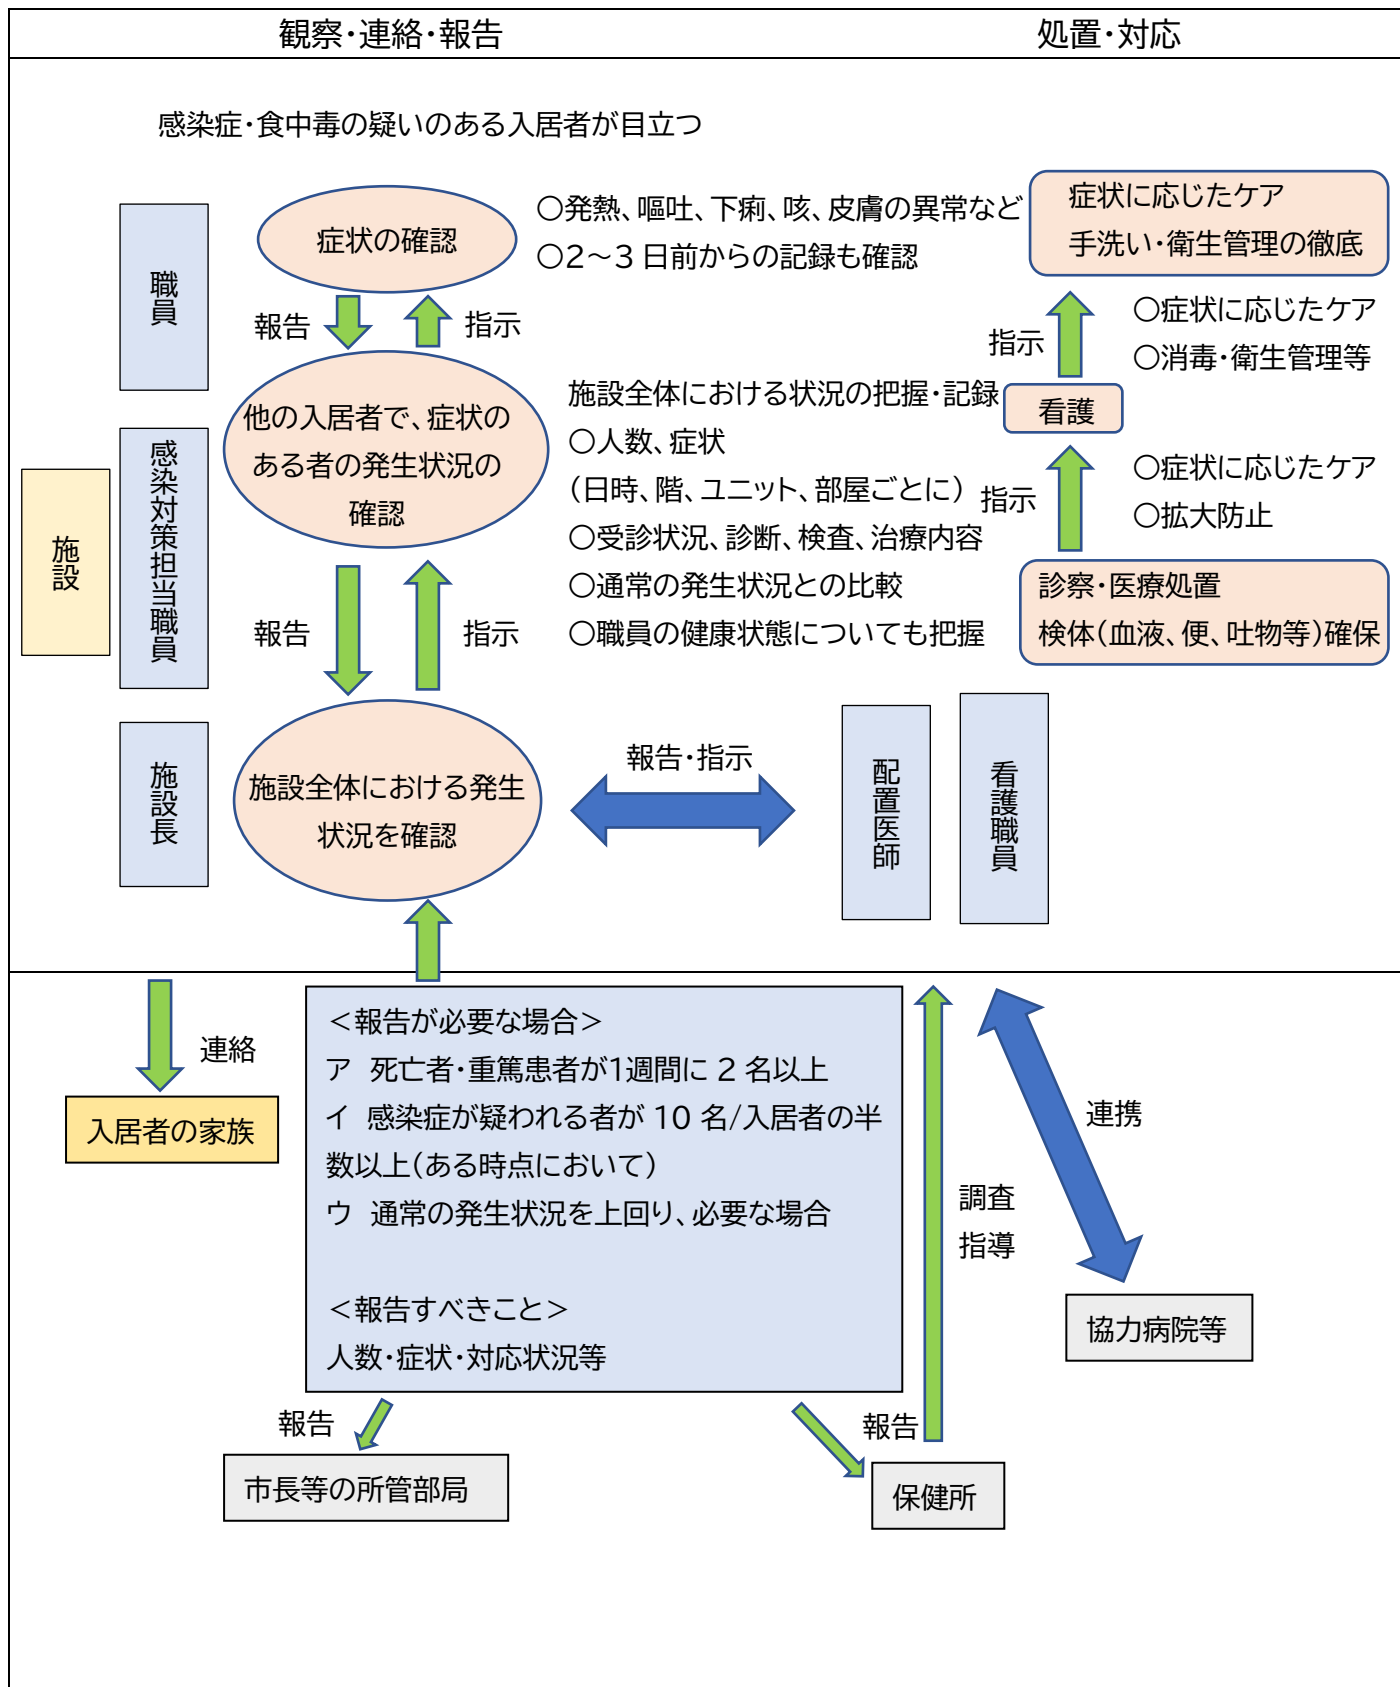 観察・連絡・報告
処置・対応
感染症・食中毒の疑いのある入居者が目立つ
職員
症状の確認
○発熱、嘔吐、下痢、咳、皮膚の異常など
○2～3 日前からの記録も確認
症状に応じたケア
手洗い・衛生管理の徹底
報告
指示
指示
○症状に応じたケア
○消毒・衛生管理等
施設
感染対策担当職員
他の入居者で、症状の
ある者の発生状況の
確認
施設全体における状況の把握・記録
○人数、症状
（日時、階、ユニット、部屋ごとに）
○受診状況、診断、検査、治療内容
○通常の発生状況との比較
○職員の健康状態についても把握
看護
指示
○症状に応じたケア
○拡大防止
診察・医療処置
検体（血液、便、吐物等）確保
報告
指示
施設長
施設全体における発生
状況を確認
報告・指示
配置医師
看護職員
連絡
入居者の家族
＜報告が必要な場合＞
ア 死亡者・重篤患者が1週間に 2 名以上
イ 感染症が疑われる者が 10 名/入居者の半
数以上（ある時点において）
ウ 通常の発生状況を上回り、必要な場合
＜報告すべきこと＞
人数・症状・対応状況等
調査
指導
連携
協力病院等
報告
市長等の所管部局
報告
保健所